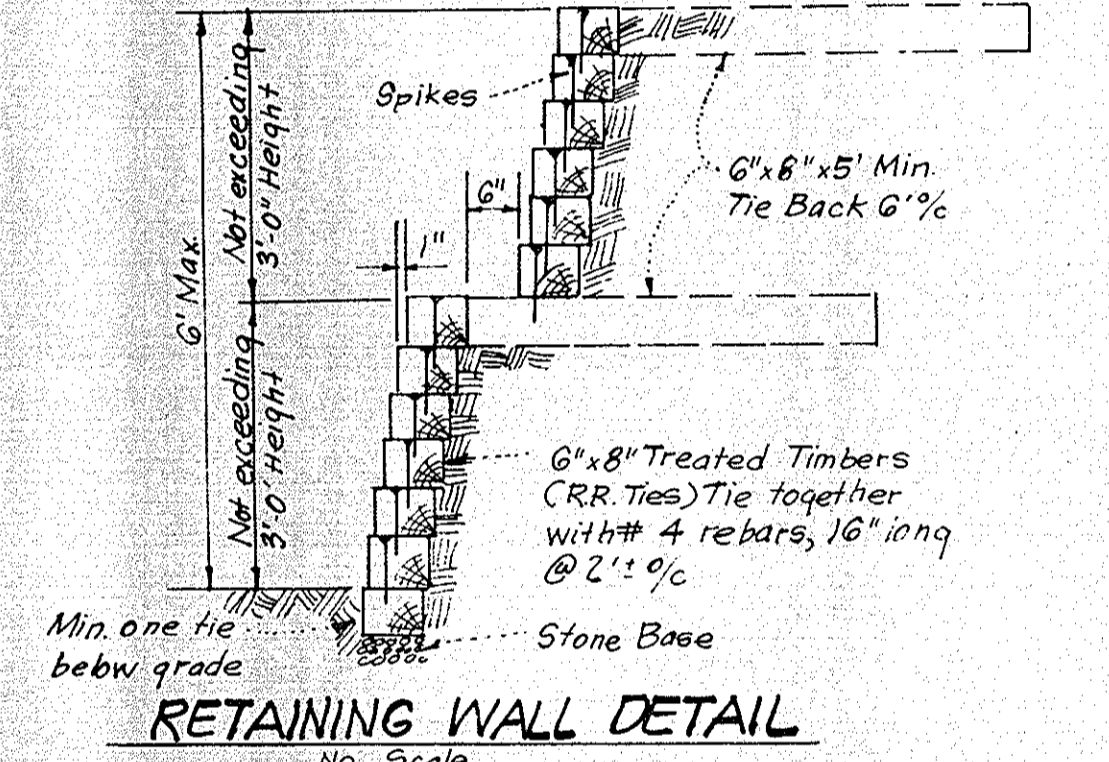 Spikes
6"x8"x5' Min.
Tie Back 6' o/c
6"
1"
6' Max.
Not exceeding
3'-0" Height
Not exceeding
3'-0' Height
6"x8" Treated Timbers
(R.R. Ties) Tie together
with # 4 rebars, 16" long
@ 2'± o/c
Min. one tie
below grade
Stone Base
RETAINING WALL DETAIL
No Scale